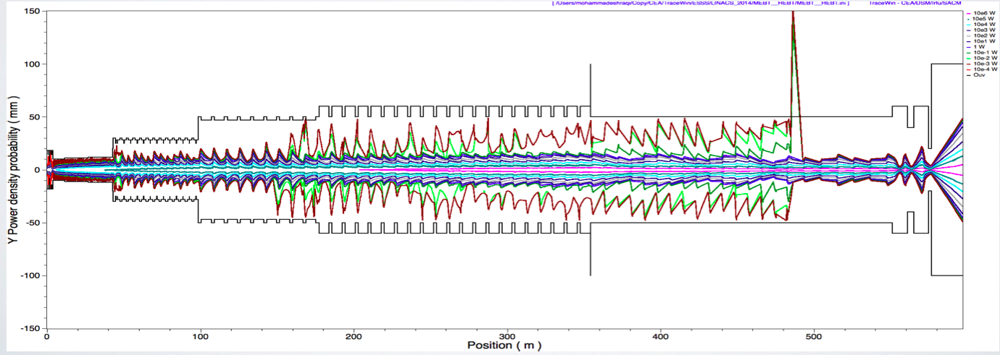 [ /Users/mohammadeshraqi/Copy/CEA/TraceWin/ESSS/LINACS_2014/MEBT__HEBT/MEBT__HEBT.ini ] TraceWin - CEA/DSM/Irfu/SACM
150
100
50
0
-50
-100
-150
Y Power density probability ( mm )
0 100 200 300 400 500
Position ( m )
10e6 W
10e5 W
10e4 W
10e3 W
10e2 W
10e1 W
1 W
10e-1 W
10e-2 W
10e-3 W
10e-4 W
Ouv